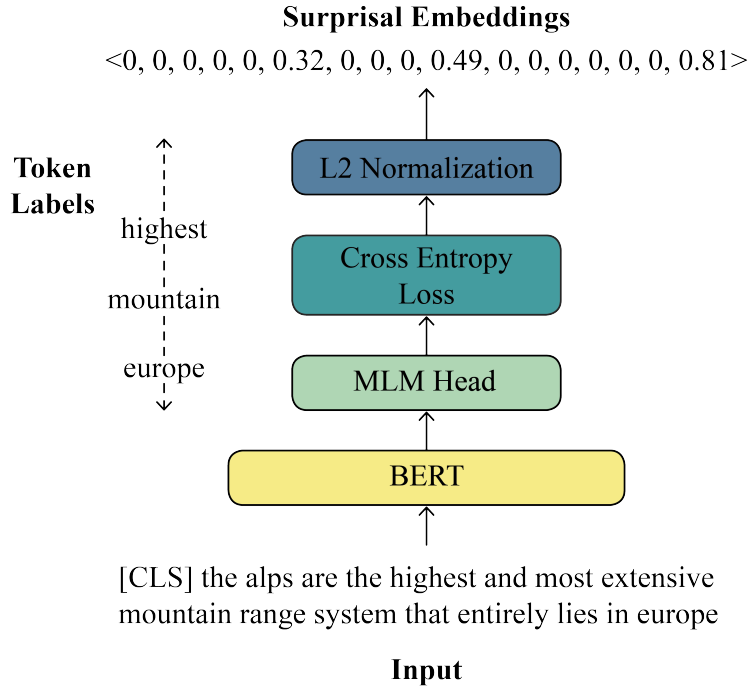 Surprisal Embeddings
<0, 0, 0, 0, 0, 0.32, 0, 0, 0, 0.49, 0, 0, 0, 0, 0, 0, 0.81>
L2 Normalization
Token
Labels
highest
Cross Entropy
Loss
mountain
europe
MLM Head
BERT
[CLS] the alps are the highest and most extensive
mountain range system that entirely lies in europe
Input